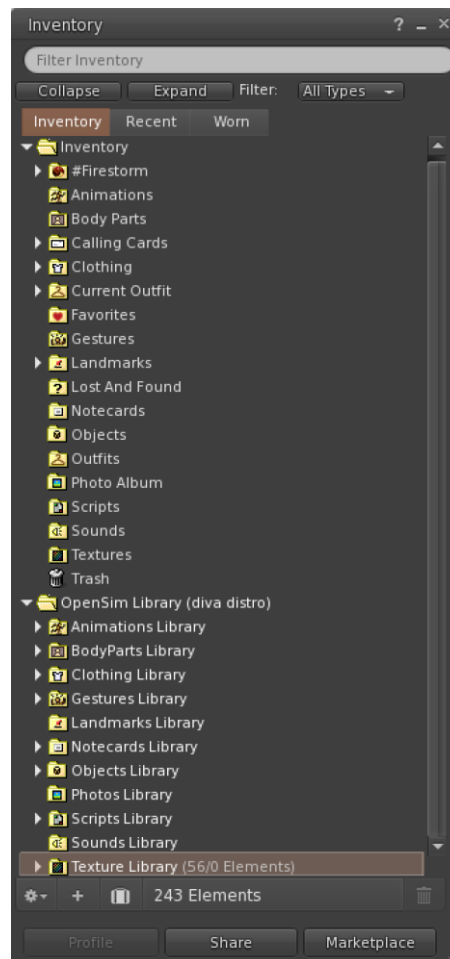 Inventory ? _ ×
Filter Inventory
Collapse Expand Filter: All Types
Inventory Recent Worn
Inventory
#Firestorm
Animations
Body Parts
Calling Cards
Clothing
Current Outfit
Favorites
Gestures
Landmarks
Lost And Found
Notecards
Objects
Outfits
Photo Album
Scripts
Sounds
Textures
Trash
OpenSim Library (diva distro)
Animations Library
BodyParts Library
Clothing Library
Gestures Library
Landmarks Library
Notecards Library
Objects Library
Photos Library
Scripts Library
Sounds Library
Texture Library (56/0 Elements)
+ 243 Elements
Profile Share Marketplace